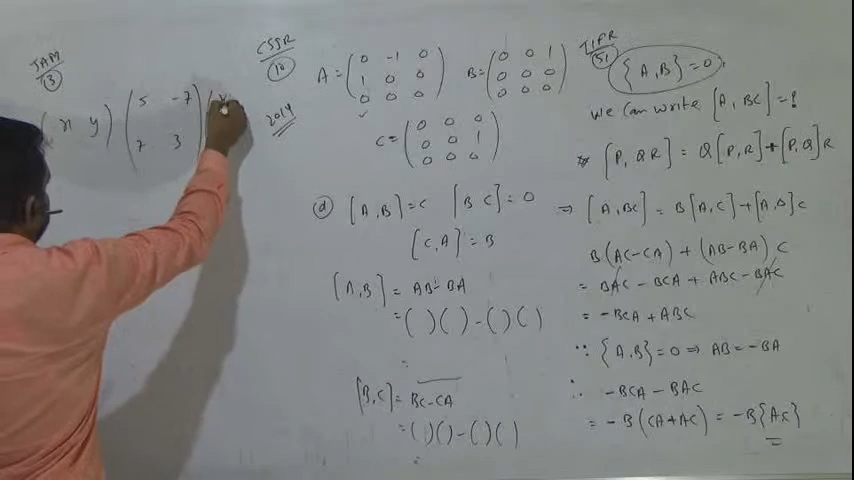 JAM
13
( x y ) ( 5 -7
7 3 ) (
CSIR
10
2014
A = ( 0 -1 0
1 0 0
0 0 0 )
B = ( 0 0 1
0 0 0
0 0 0 )
C = ( 0 0 0
0 0 1
0 0 0 )
(d) [A,B] = C [B C] = 0
[C,A] = B
[A,B] = AB - BA
= ( )( ) - ( )( )
[B,C] = BC - CA
= ( )( ) - ( )( )
TIFR
51
{A,B} = 0,
We can write [A, BC] = ?
* [P, QR] = Q[P,R] + [P,Q]R
⇒ [A, BC] = B[A,C] + [A,B]C
B(AC-CA) + (AB-BA) C
= BAC - BCA + ABC - BAC
= -BCA + ABC
∵ {A,B} = 0 ⇒ AB = -BA
∴ -BCA - BAC
= -B(CA+AC) = -B{A,C}